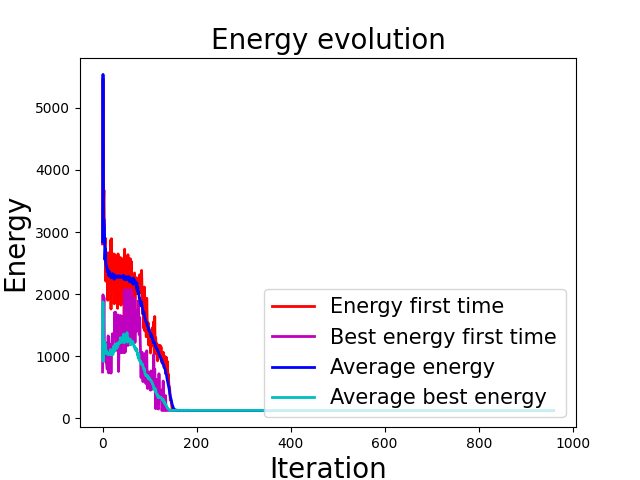 Energy evolution
5000
4000
3000
2000
1000
0
Energy
Energy first time
Best energy first time
Average energy
Average best energy
0 200 400 600 800 1000
Iteration